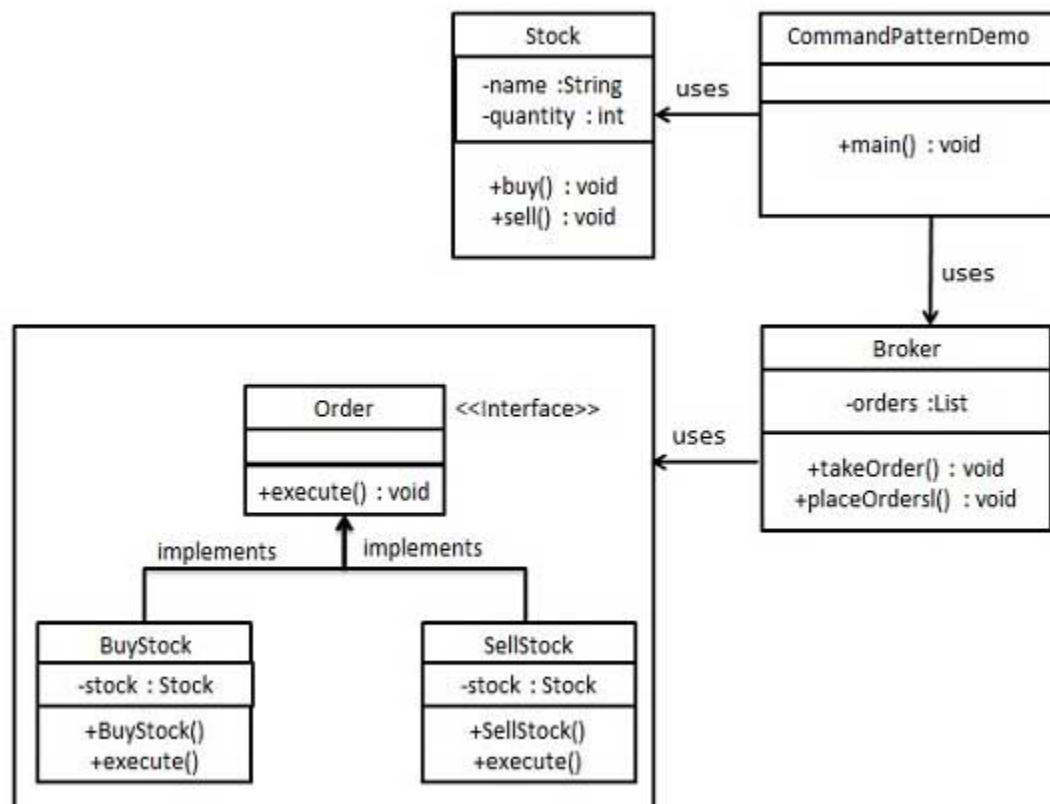 Stock
-name :String
-quantity : int
+buy() : void
+sell() : void
uses
CommandPatternDemo
+main() : void
uses
Broker
-orders :List
+takeOrder() : void
+placeOrdersl() : void
uses
Order
<<Interface>>
+execute() : void
implements
implements
BuyStock
-stock : Stock
+BuyStock()
+execute()
SellStock
-stock : Stock
+SellStock()
+execute()